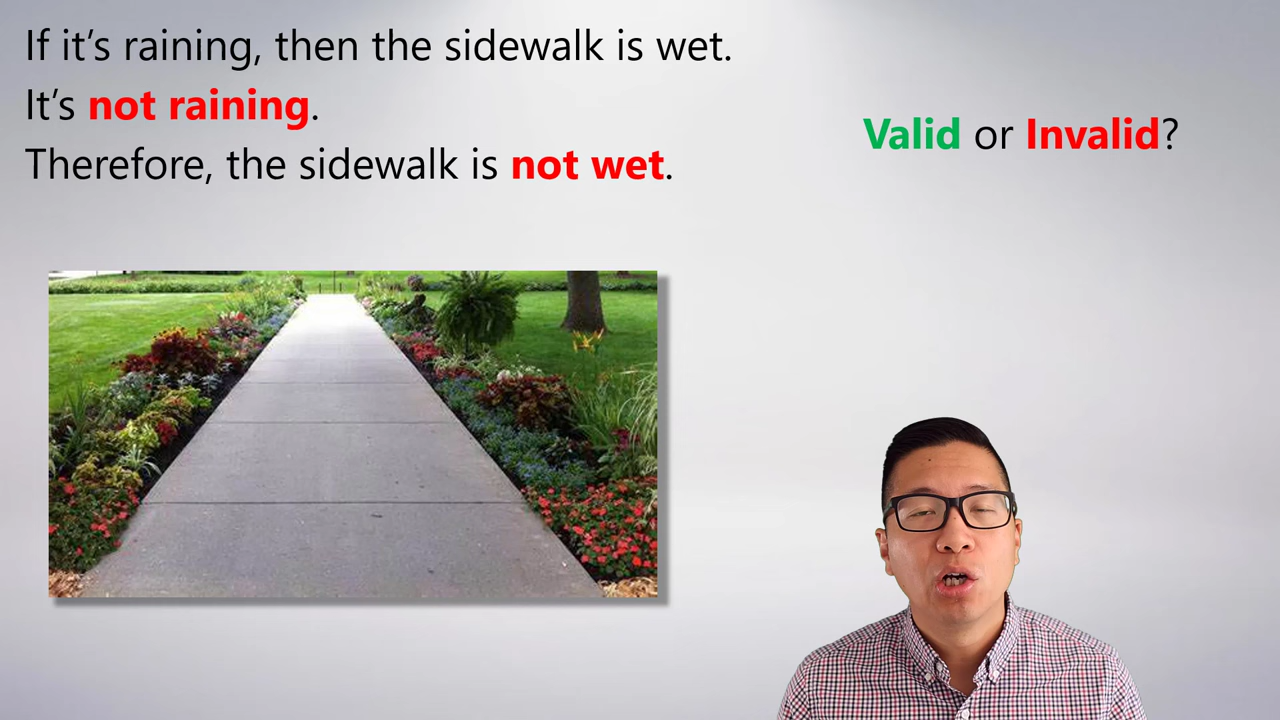 If it‘s raining, then the sidewalk is wet.
It‘s not raining.
Therefore, the sidewalk is not wet.
Valid or Invalid?